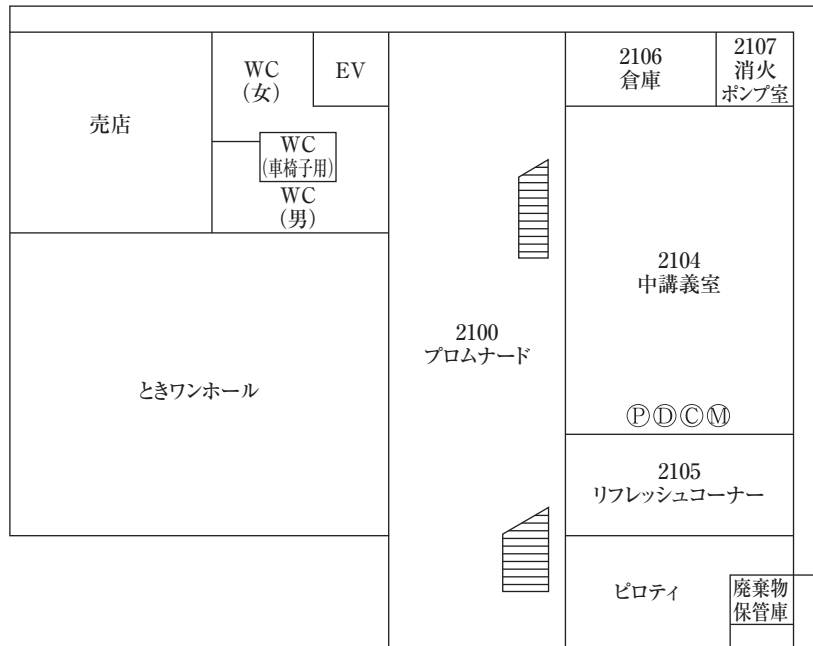 売店
WC
(女)
EV
WC
(車椅子用)
WC
(男)
ときワンホール
2100
プロムナード
2106
倉庫
2107
消火
ポンプ室
2104
中講義室
ⓅⒹⒸⓂ
2105
リフレッシュコーナー
ピロティ
廃棄物
保管庫